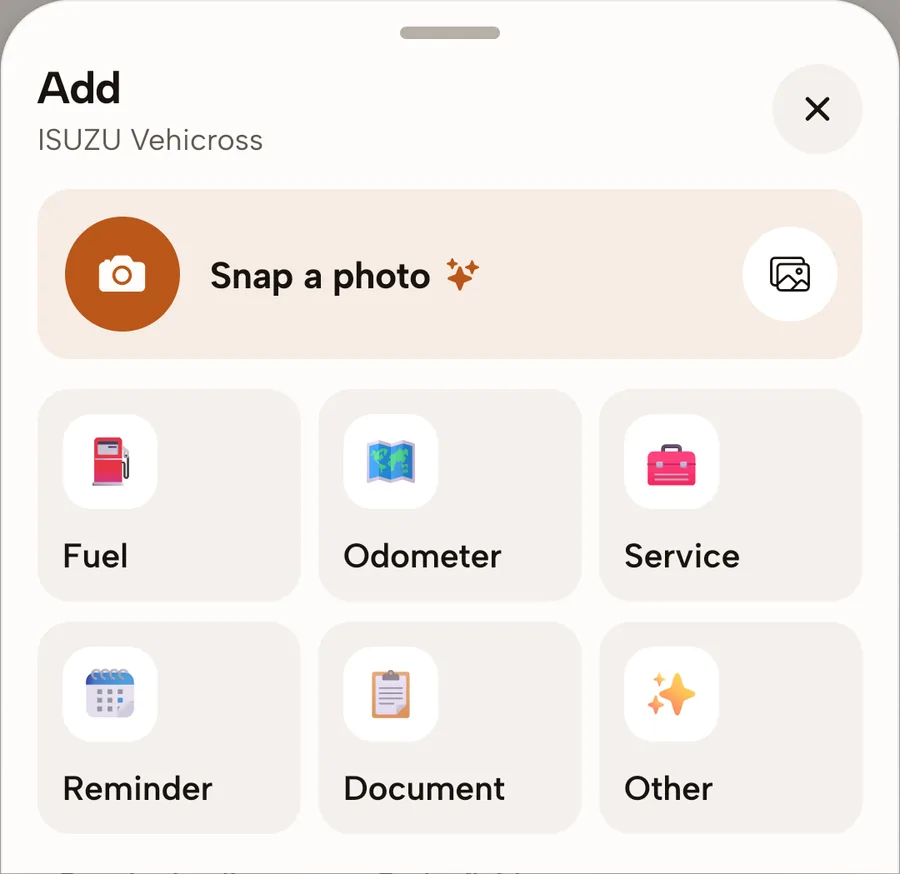 Add
ISUZU Vehicross
Snap a photo
Fuel
Odometer
Service
Reminder
Document
Other